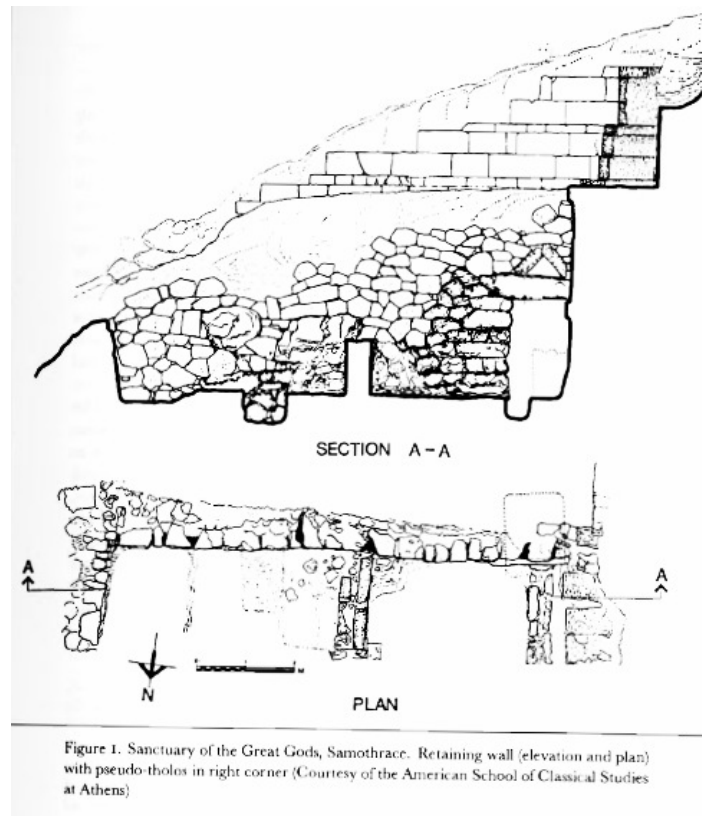 SECTION A-A
A
A
N
M
PLAN
Figure 1. Sanctuary of the Great Gods, Samothrace. Retaining wall (elevation and plan)
with pseudo-tholos in right corner (Courtesy of the American School of Classical Studies
at Athens)